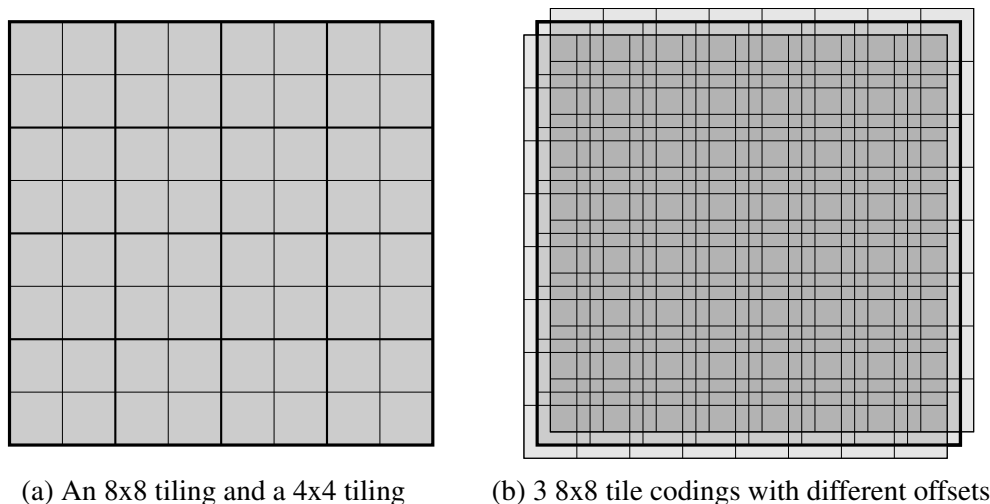 (a) An 8x8 tiling and a 4x4 tiling
(b) 3 8x8 tile codings with different offsets